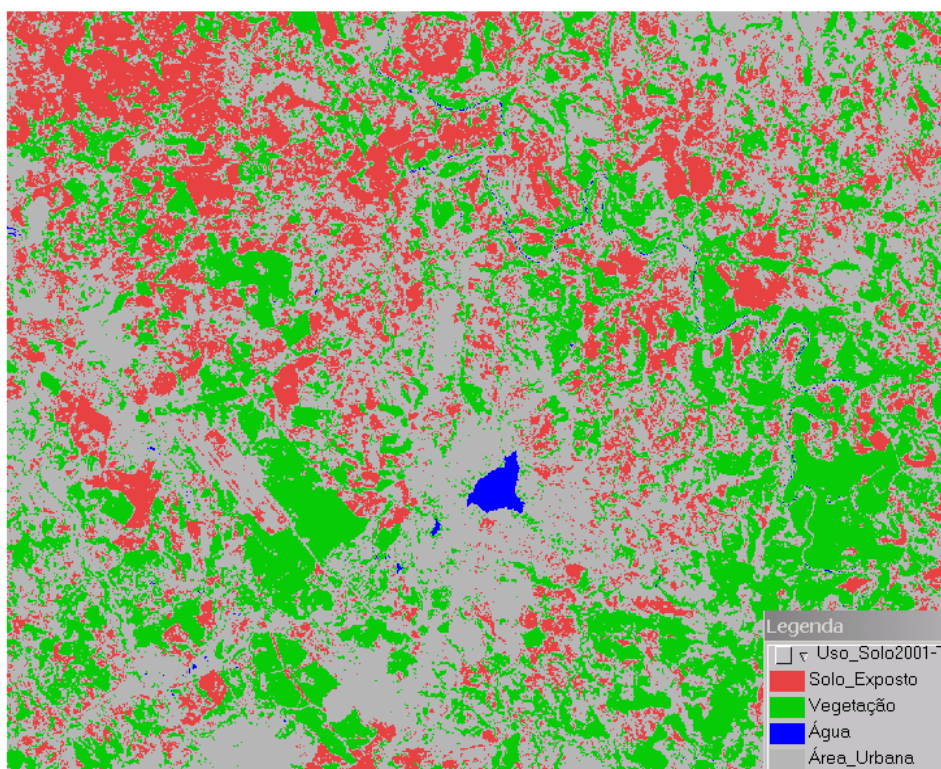 Legenda
Uso_Solo2001-T
Solo_Exposto
Vegetação
Água
Área_Urbana